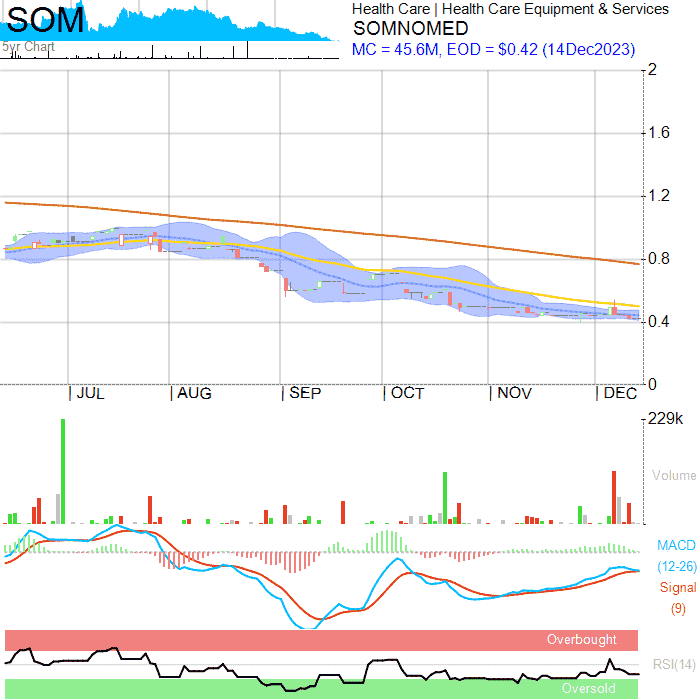 SOM
5yr Chart
Health Care | Health Care Equipment & Services
SOMNOMED
MC = 45.6M, EOD = $0.42 (14Dec2023)
2
1.6
1.2
0.8
0.4
0
| JUL | AUG | SEP | OCT | NOV | DEC
229k
Volume
MACD
(12-26)
Signal
(9)
Overbought
RSI(14)
Oversold